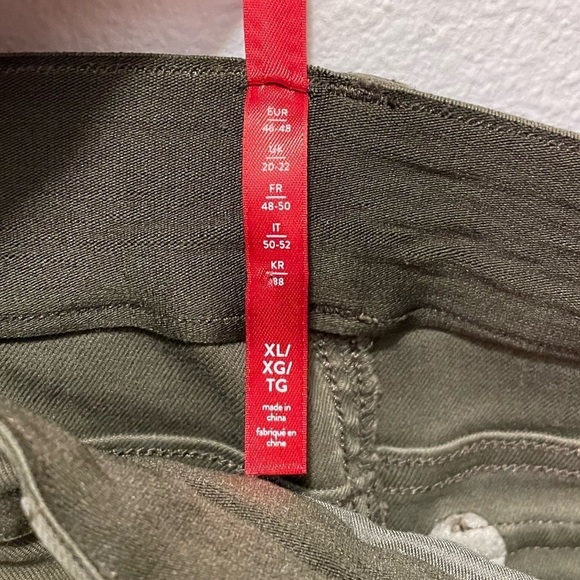 EUR
46-48
UK
20-22
FR
48-50
IT
50-52
KR
88
XL/
XG/
TG
made in
china
fabriqué en
chine